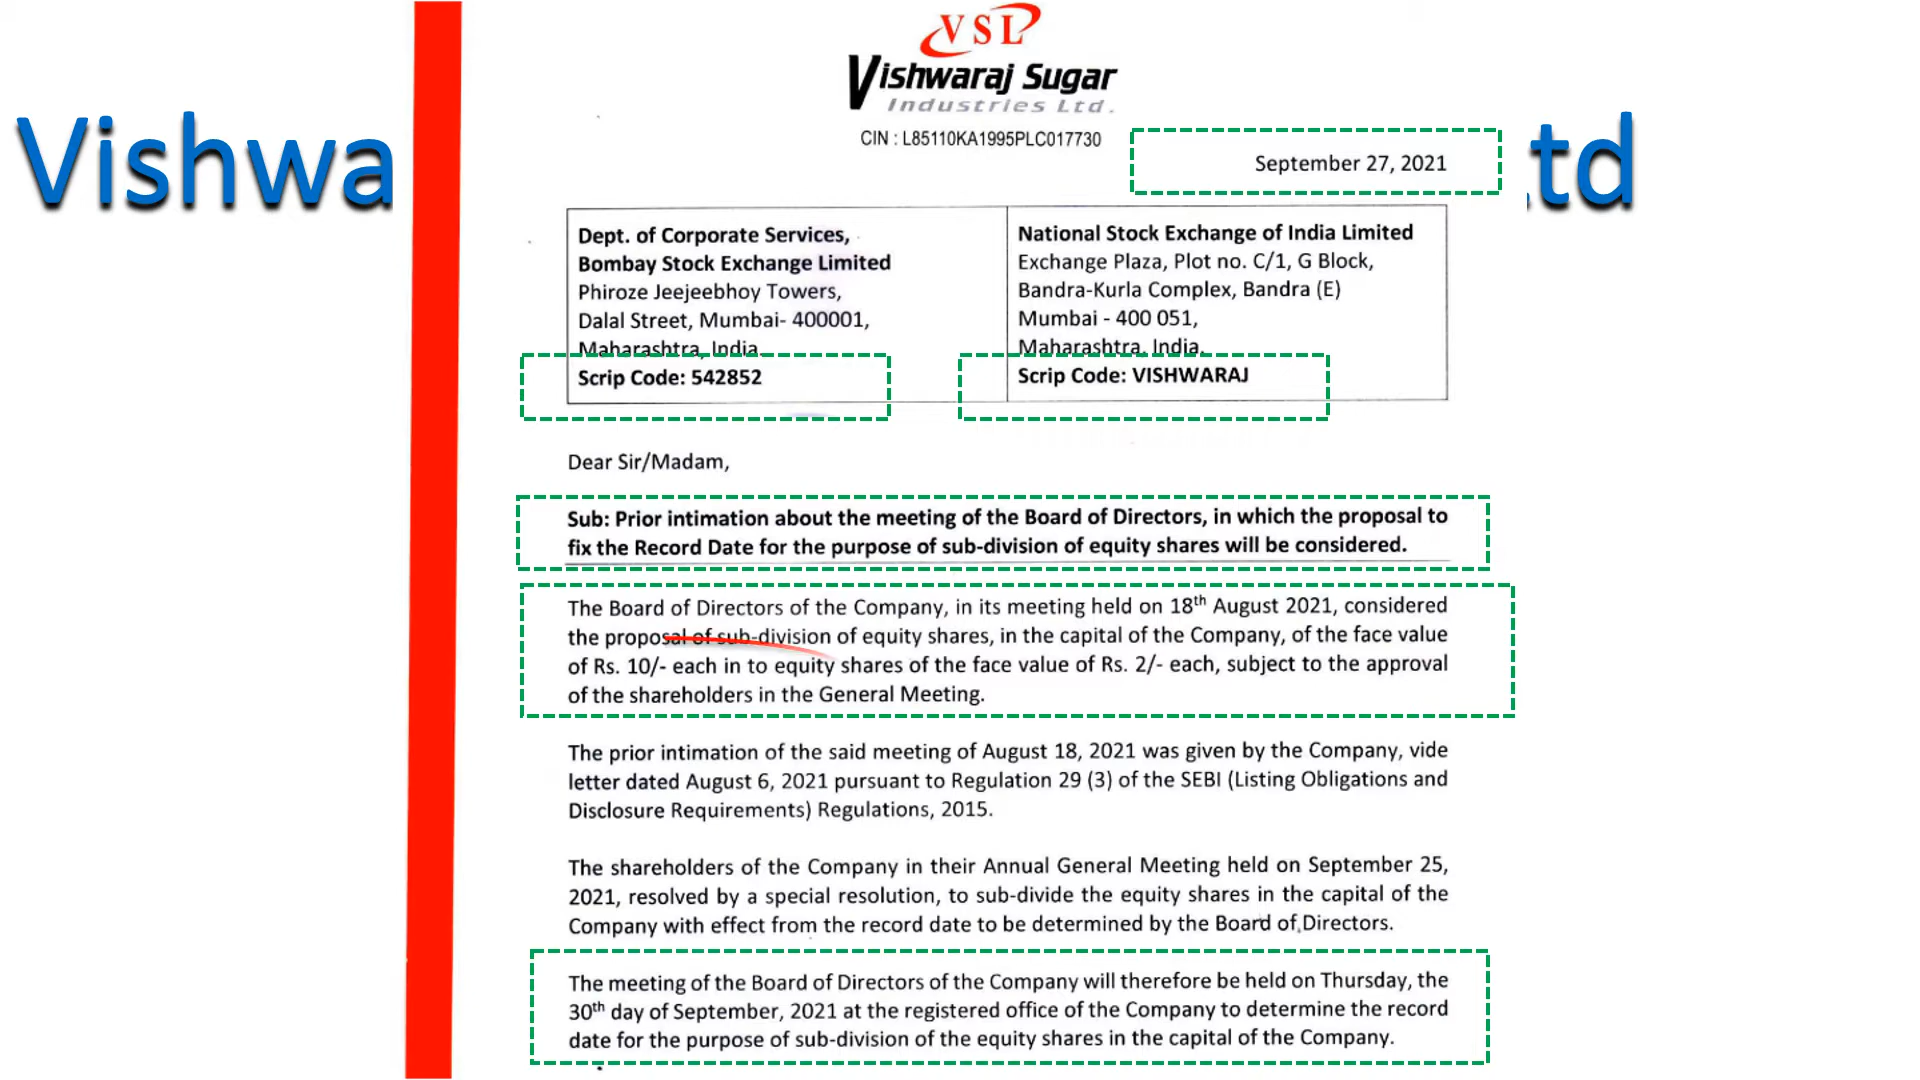 VSL
Vishwaraj Sugar
Industries Ltd.
CIN : L85110KA1995PLC017730
Vishwa
td
September 27, 2021
Dept. of Corporate Services,
Bombay Stock Exchange Limited
Phiroze Jeejeebhoy Towers,
Dalal Street, Mumbai- 400001,
Maharashtra, India.
Scrip Code: 542852
National Stock Exchange of India Limited
Exchange Plaza, Plot no. C/1, G Block,
Bandra-Kurla Complex, Bandra (E)
Mumbai - 400 051,
Maharashtra, India.
Scrip Code: VISHWARAJ
Dear Sir/Madam,
Sub: Prior intimation about the meeting of the Board of Directors, in which the proposal to
fix the Record Date for the purpose of sub-division of equity shares will be considered.
The Board of Directors of the Company, in its meeting held on 18th August 2021, considered
the proposal of sub-division of equity shares, in the capital of the Company, of the face value
of Rs. 10/- each in to equity shares of the face value of Rs. 2/- each, subject to the approval
of the shareholders in the General Meeting.
The prior intimation of the said meeting of August 18, 2021 was given by the Company, vide
letter dated August 6, 2021 pursuant to Regulation 29 (3) of the SEBI (Listing Obligations and
Disclosure Requirements) Regulations, 2015.
The shareholders of the Company in their Annual General Meeting held on September 25,
2021, resolved by a special resolution, to sub-divide the equity shares in the capital of the
Company with effect from the record date to be determined by the Board of Directors.
The meeting of the Board of Directors of the Company will therefore be held on Thursday, the
30th day of September, 2021 at the registered office of the Company to determine the record
date for the purpose of sub-division of the equity shares in the capital of the Company.